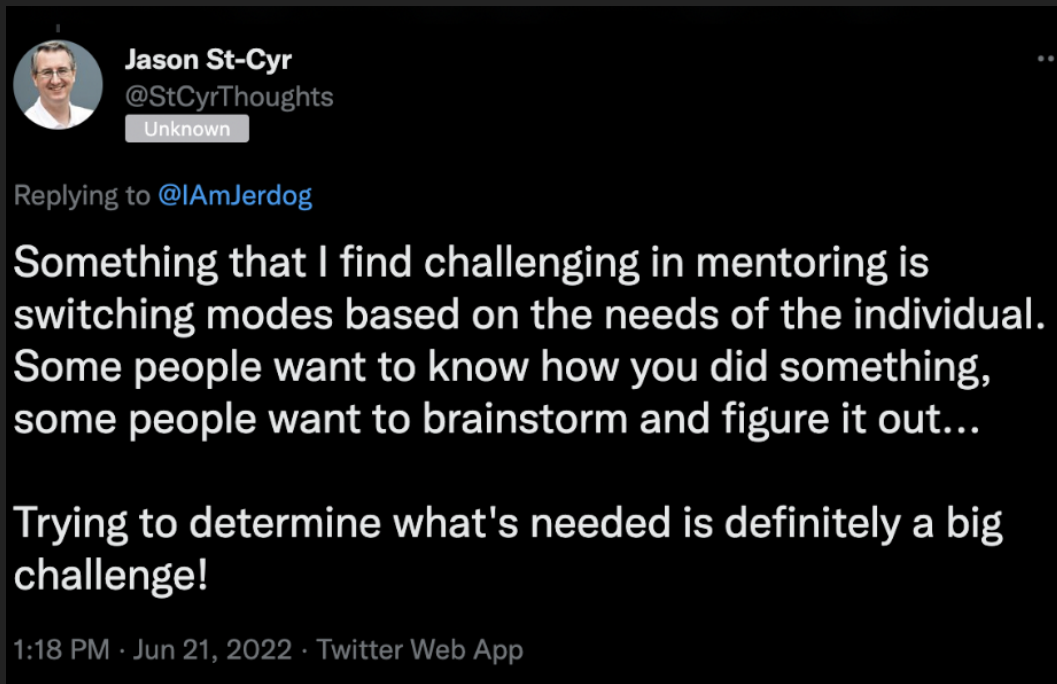 Jason St-Cyr
@StCyrThoughts
Unknown
Replying to @IAmJerdog
Something that I find challenging in mentoring is
switching modes based on the needs of the individual.
Some people want to know how you did something,
some people want to brainstorm and figure it out...
Trying to determine what's needed is definitely a big
challenge!
1:18 PM · Jun 21, 2022 · Twitter Web App